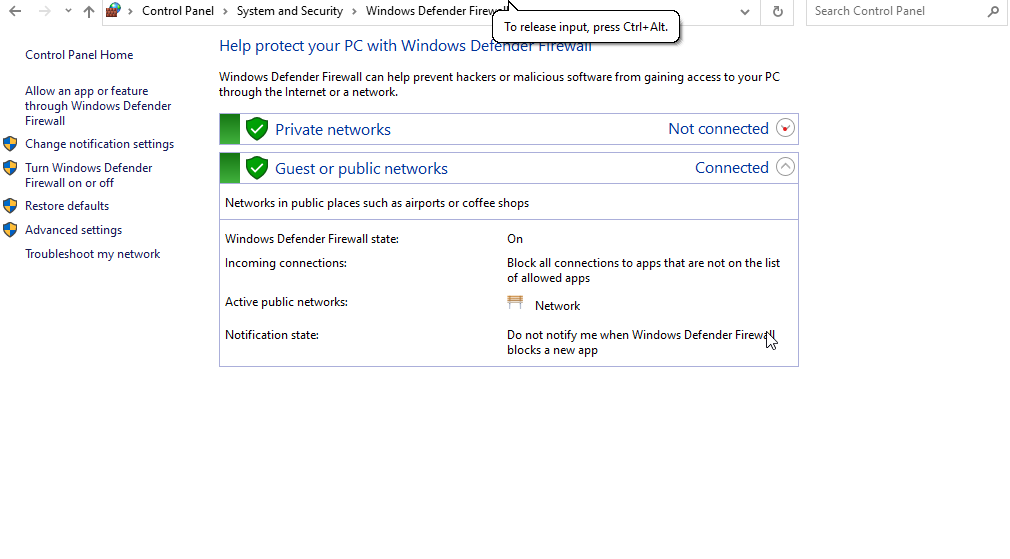 Control Panel > System and Security > Windows Defender Firewall
Search Control Panel
To release input, press Ctrl+Alt.
Control Panel Home
Allow an app or feature
through Windows Defender
Firewall
Change notification settings
Turn Windows Defender
Firewall on or off
Restore defaults
Advanced settings
Troubleshoot my network
Help protect your PC with Windows Defender Firewall
Windows Defender Firewall can help prevent hackers or malicious software from gaining access to your PC
through the Internet or a network.
Private networks Not connected
Guest or public networks Connected
Networks in public places such as airports or coffee shops
Windows Defender Firewall state: On
Incoming connections: Block all connections to apps that are not on the list
of allowed apps
Active public networks: Network
Notification state: Do not notify me when Windows Defender Firewall
blocks a new app